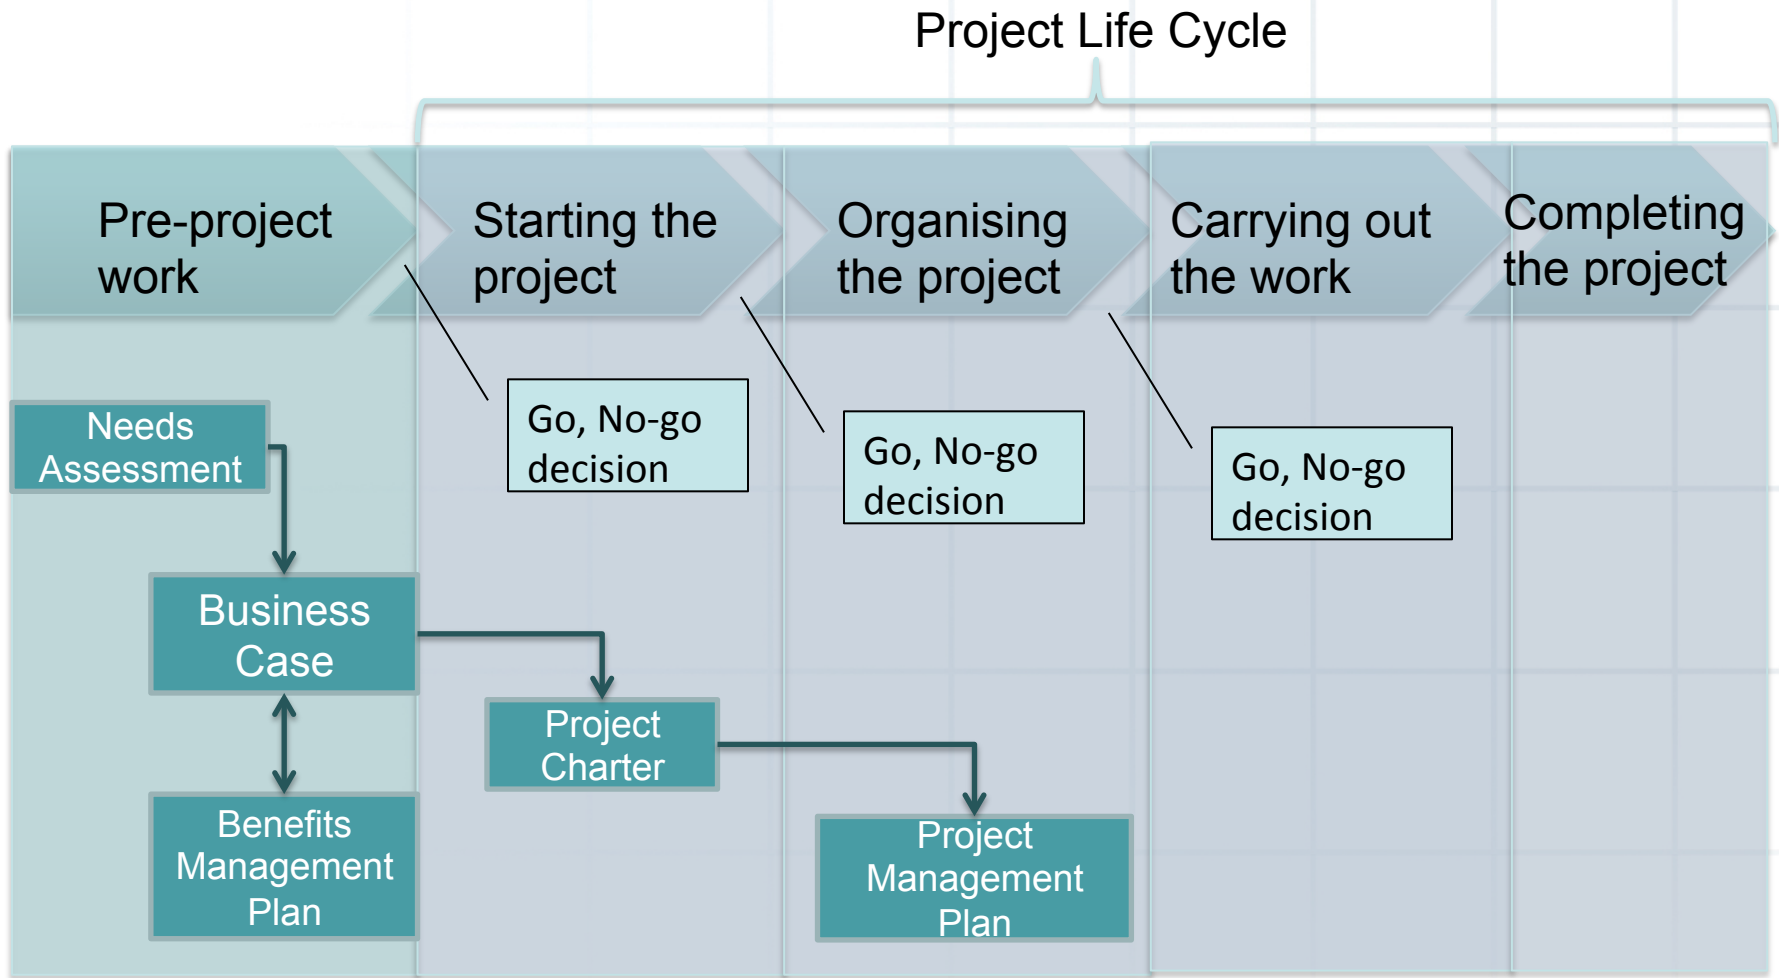 Project Life Cycle
Pre-project
work
Starting the
project
Organising
the project
Carrying out
the work
Completing
the project
Needs
Assessment
Go, No-go
decision
Go, No-go
decision
Go, No-go
decision
Business
Case
Project
Charter
Benefits
Management
Plan
Project
Management
Plan